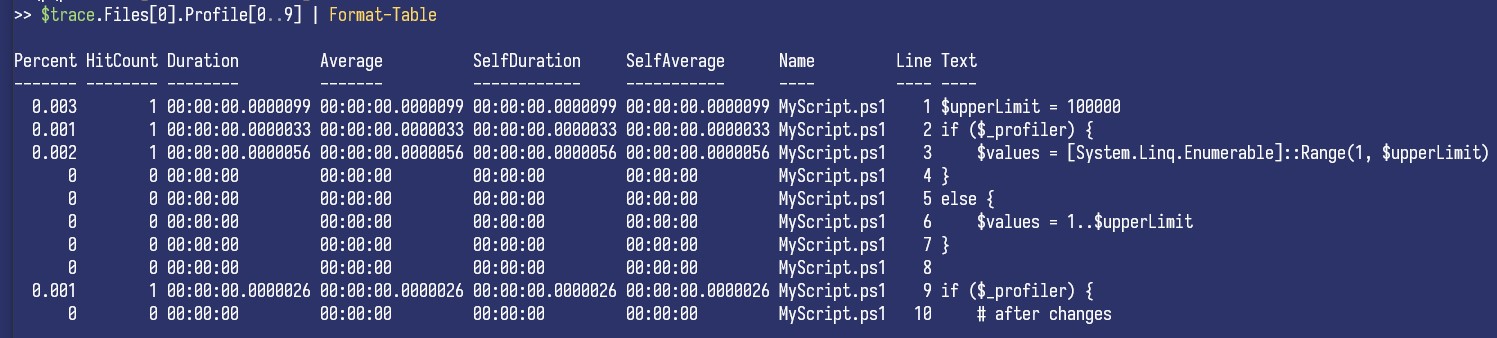 >> $trace.Files[0].Profile[0..9] | Format-Table
Percent HitCount Duration         Average          SelfDuration     SelfAverage      Name         Line Text
------- -------- --------         -------          ------------     -----------      ----         ---- ----
  0.003        1 00:00:00.0000099 00:00:00.0000099 00:00:00.0000099 00:00:00.0000099 MyScript.ps1    1 $upperLimit = 100000
  0.001        1 00:00:00.0000033 00:00:00.0000033 00:00:00.0000033 00:00:00.0000033 MyScript.ps1    2 if ($_profiler) {
  0.002        1 00:00:00.0000056 00:00:00.0000056 00:00:00.0000056 00:00:00.0000056 MyScript.ps1    3     $values = [System.Linq.Enumerable]::Range(1, $upperLimit)
      0        0 00:00:00         00:00:00         00:00:00         00:00:00         MyScript.ps1    4 }
      0        0 00:00:00         00:00:00         00:00:00         00:00:00         MyScript.ps1    5 else {
      0        0 00:00:00         00:00:00         00:00:00         00:00:00         MyScript.ps1    6     $values = 1..$upperLimit
      0        0 00:00:00         00:00:00         00:00:00         00:00:00         MyScript.ps1    7 }
      0        0 00:00:00         00:00:00         00:00:00         00:00:00         MyScript.ps1    8
  0.001        1 00:00:00.0000026 00:00:00.0000026 00:00:00.0000026 00:00:00.0000026 MyScript.ps1    9 if ($_profiler) {
      0        0 00:00:00         00:00:00         00:00:00         00:00:00         MyScript.ps1   10     # after changes